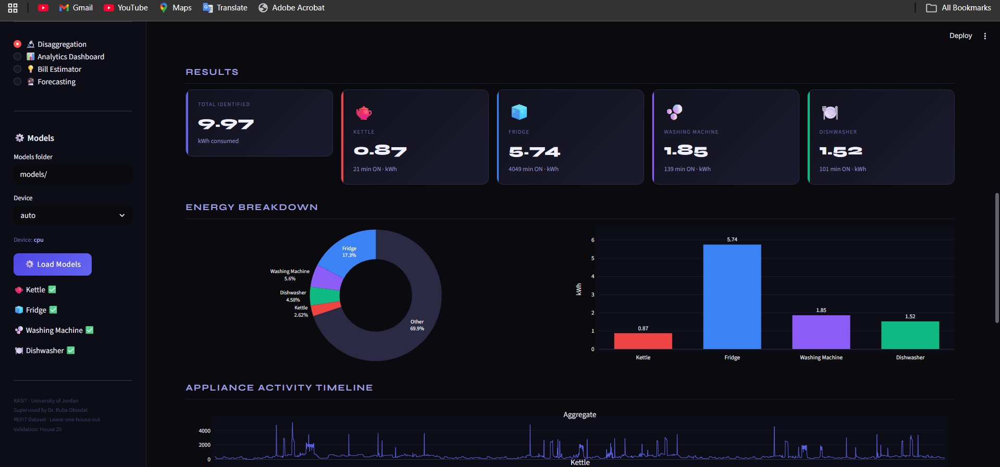 Gmail
YouTube
Maps
Translate
Adobe Acrobat
All Bookmarks
Disaggregation
Analytics Dashboard
Bill Estimator
Forecasting
Models
Models folder
models/
Device
auto
Device: cpu
Load Models
Kettle
Fridge
Washing Machine
Dishwasher
KASIT · University of Jordan
Supervised by Dr. Ruba Obiedat
REFIT Dataset · Leave-one-house-out
Validation: House 20
Deploy
RESULTS
TOTAL IDENTIFIED
9.97
kWh consumed
KETTLE
0.87
21 min ON · kWh
FRIDGE
5.74
4049 min ON · kWh
WASHING MACHINE
1.85
139 min ON · kWh
DISHWASHER
1.52
101 min ON · kWh
ENERGY BREAKDOWN
Fridge
17.3%
Washing Machine
5.6%
Dishwasher
4.58%
Kettle
2.62%
Other
69.9%
kWh
6
5
4
3
2
1
0
0.87
5.74
1.85
1.52
Kettle
Fridge
Washing Machine
Dishwasher
APPLIANCE ACTIVITY TIMELINE
Aggregate
4000
2000
0
Kettle